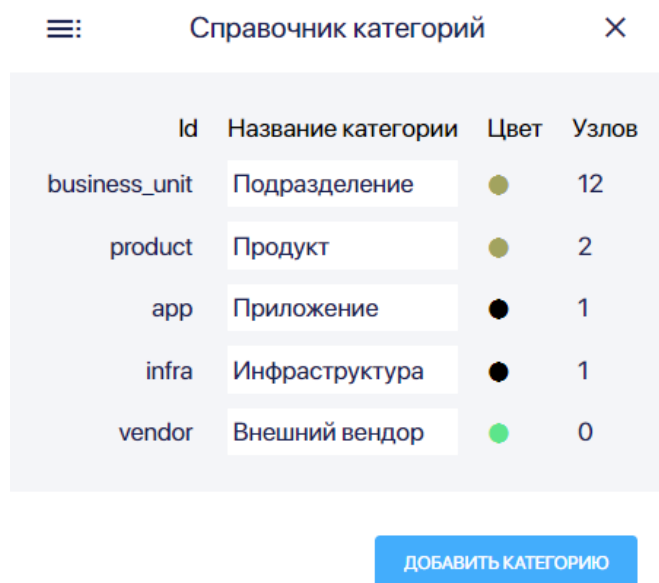 Справочник категорий
Id Название категории Цвет Узлов
business_unit Подразделение 12
product Продукт 2
app Приложение 1
infra Инфраструктура 1
vendor Внешний вендор 0
ДОБАВИТЬ КАТЕГОРИЮ